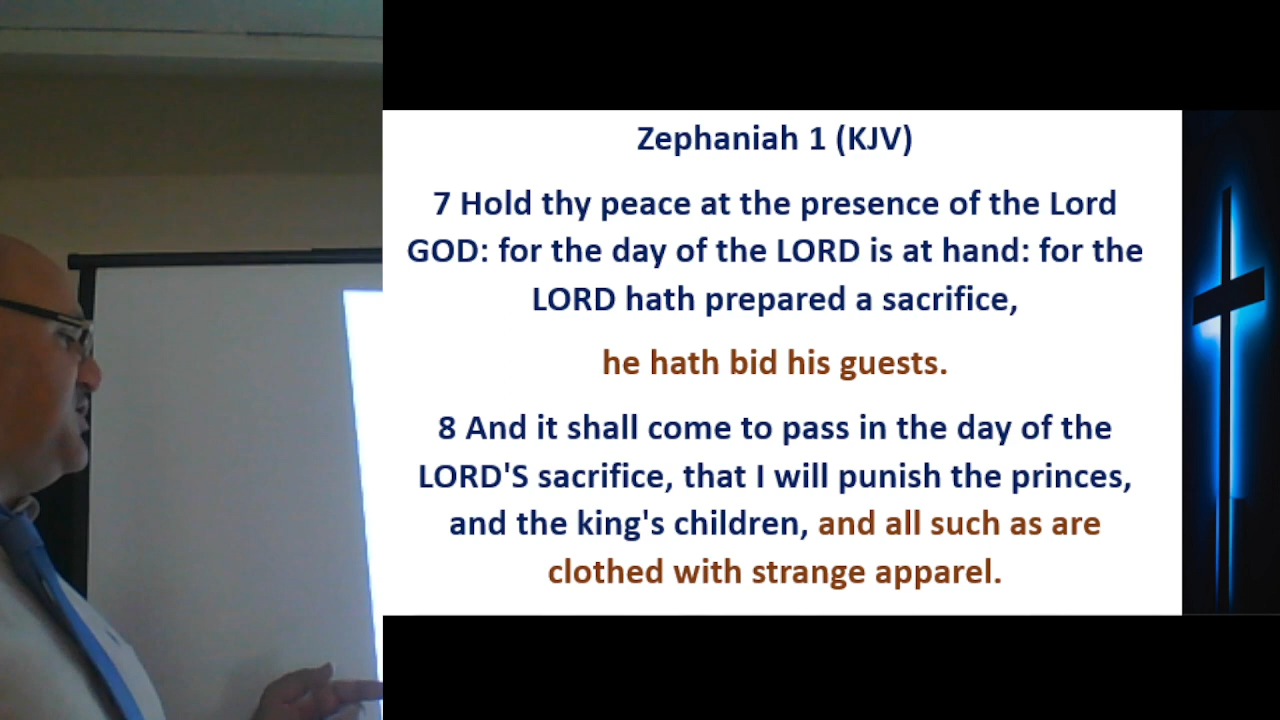 Zephaniah 1 (KJV)
7 Hold thy peace at the presence of the Lord
GOD: for the day of the LORD is at hand: for the
LORD hath prepared a sacrifice,
he hath bid his guests.
8 And it shall come to pass in the day of the
LORD'S sacrifice, that I will punish the princes,
and the king's children, and all such as are
clothed with strange apparel.